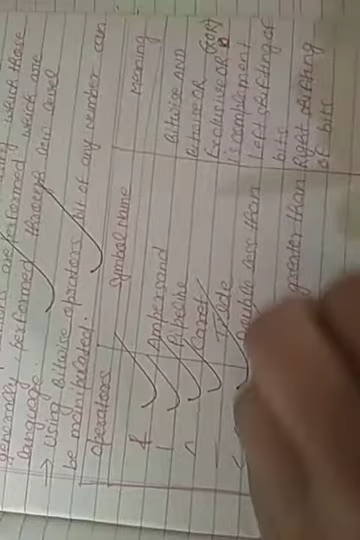 are performed which those
generally performed through which are
language.
→ Using Bitwise operators bit of any number can
be manipulated.
operators Symbol Name Meaning
& Ampersand Bitwise AND
| Pipeline Bitwise OR
^ Caret Exclusive OR (XOR)
~ Tilde 1's complement
< double less than Left shifting of
bits
greater than Right shifting
of bits